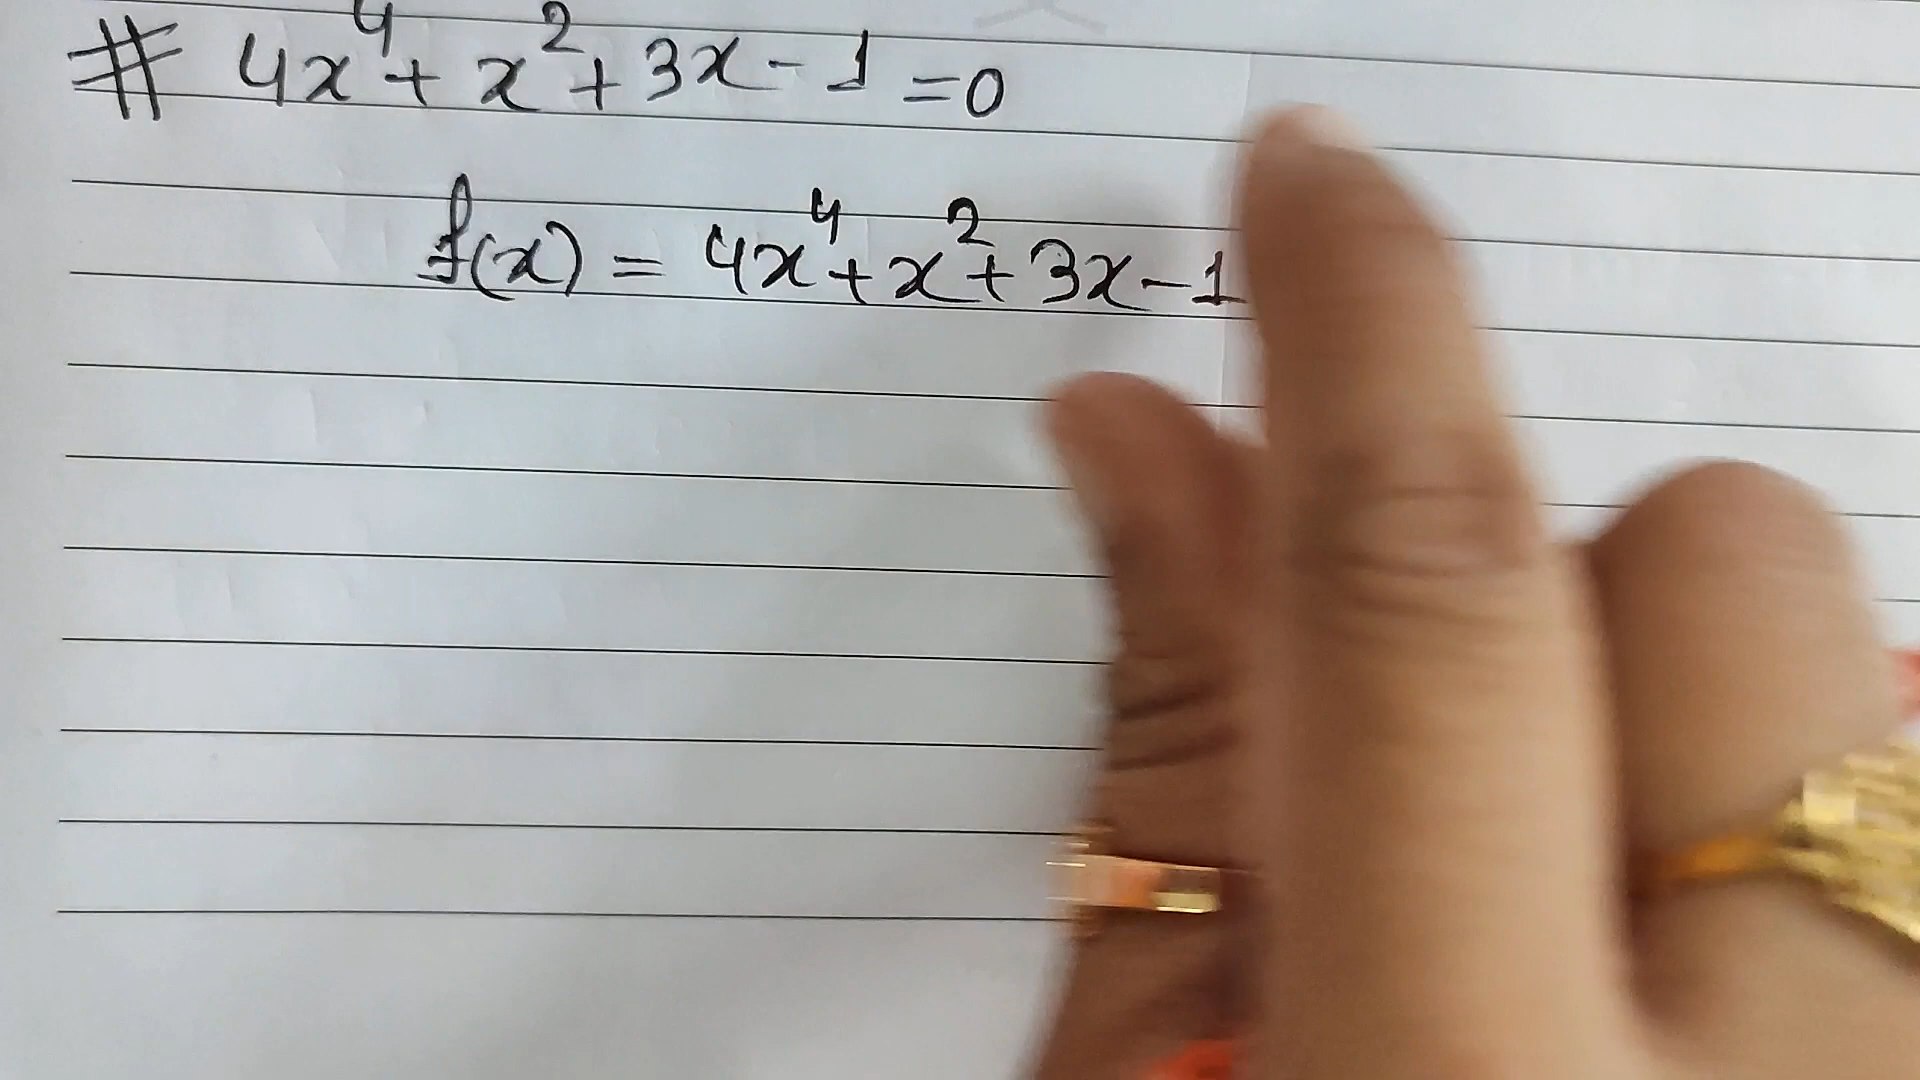 # 4x⁴ + x² + 3x - 1 = 0
f(x) = 4x⁴ + x² + 3x - 1